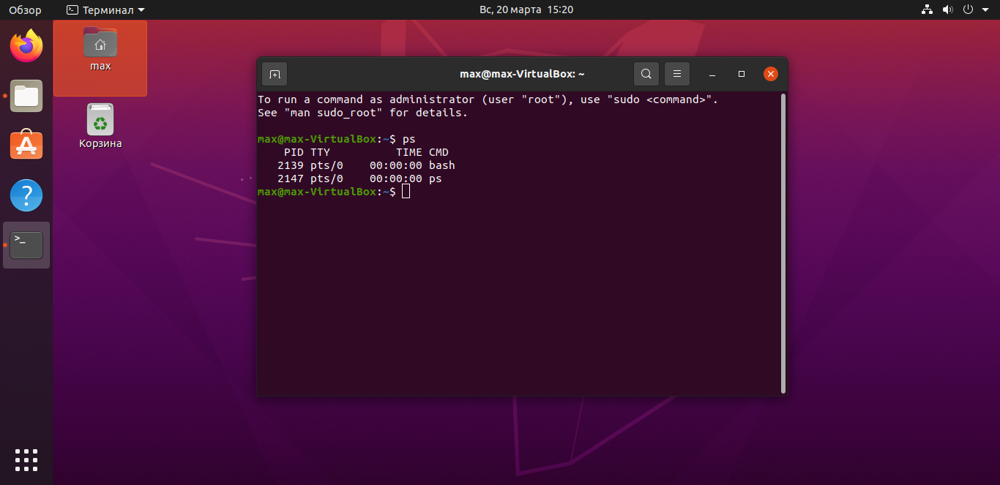 Обзор
Терминал
Вс, 20 марта 15:20
max
Корзина
max@max-VirtualBox: ~
To run a command as administrator (user "root"), use "sudo <command>".
See "man sudo_root" for details.
max@max-VirtualBox:~$ ps
    PID TTY          TIME CMD
   2139 pts/0    00:00:00 bash
   2147 pts/0    00:00:00 ps
max@max-VirtualBox:~$